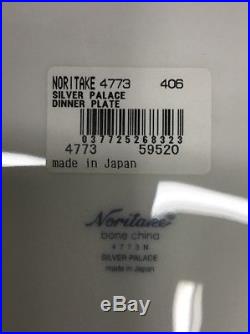 NORITAKE 4773 406
SILVER PALACE
DINNER PLATE
037725268323
4773 59520
made in Japan
Noritake
bone china
4773N
SILVER PALACE
made in Japan